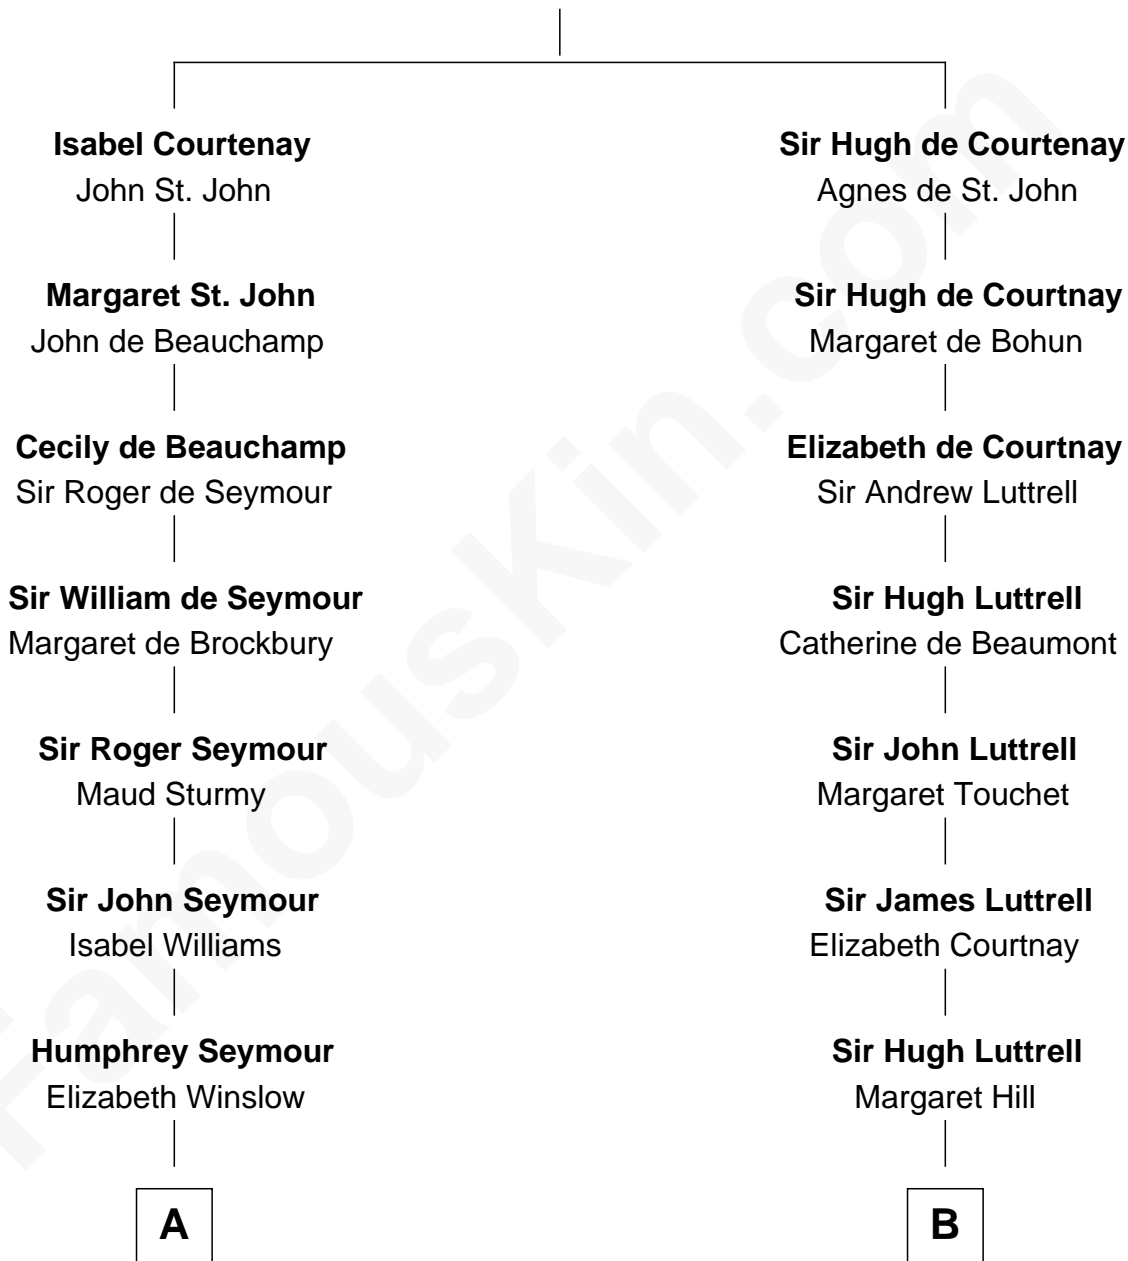 Isabel Courtenay
John St. John
Margaret St. John
John de Beauchamp
Cecily de Beauchamp
Sir Roger de Seymour
Sir William de Seymour
Margaret de Brockbury
Sir Roger Seymour
Maud Sturmy
Sir John Seymour
Isabel Williams
Humphrey Seymour
Elizabeth Winslow
A
Sir Hugh de Courtenay
Agnes de St. John
Sir Hugh de Courtnay
Margaret de Bohun
Elizabeth de Courtnay
Sir Andrew Luttrell
Sir Hugh Luttrell
Catherine de Beaumont
Sir John Luttrell
Margaret Touchet
Sir James Luttrell
Elizabeth Courtnay
Sir Hugh Luttrell
Margaret Hill
B
FamousKin.com